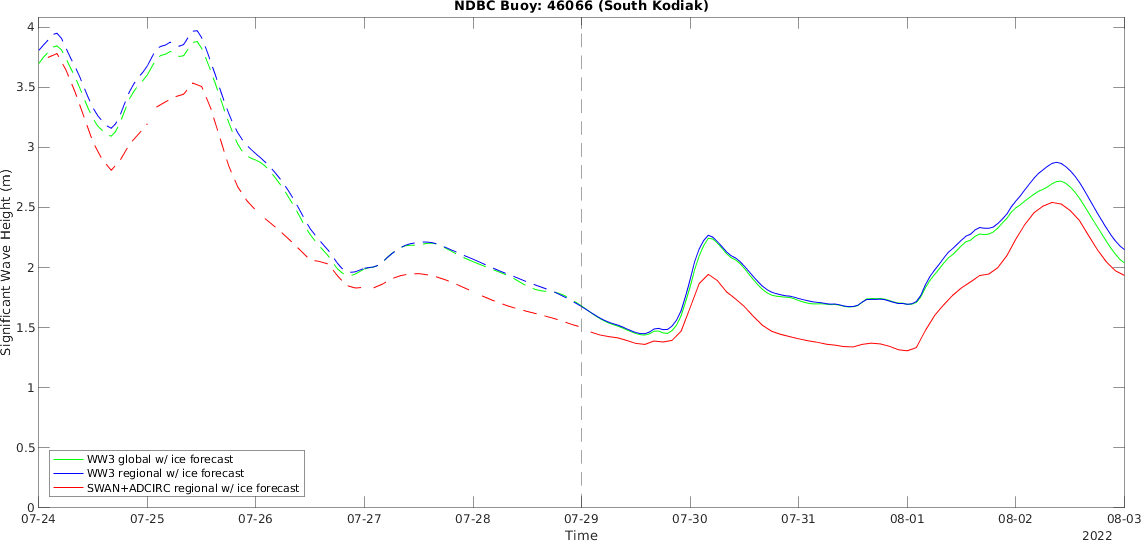 NDBC Buoy: 46066 (South Kodiak)
Significant Wave Height (m)
4
3.5
3
2.5
2
1.5
1
0.5
0
WW3 global w/ ice forecast
WW3 regional w/ ice forecast
SWAN+ADCIRC regional w/ ice forecast
07-24 07-25 07-26 07-27 07-28 07-29 07-30 07-31 08-01 08-02 08-03
Time
2022